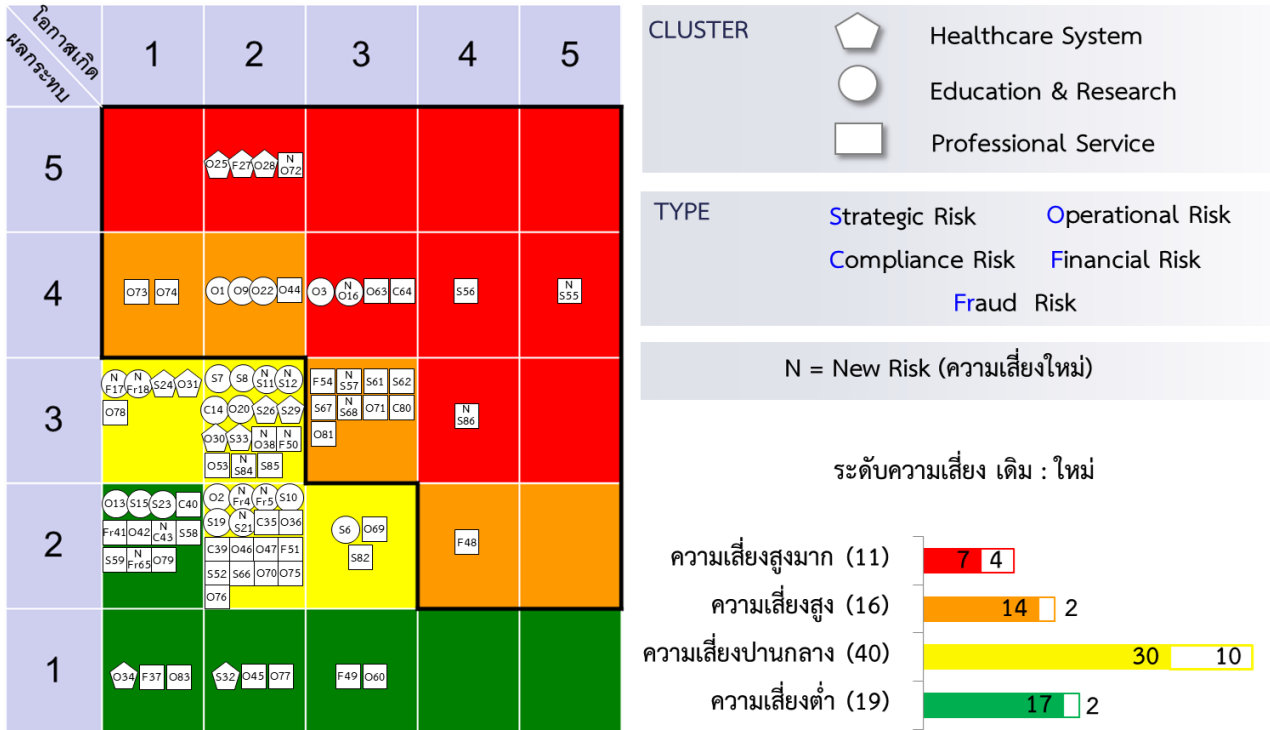 โอกาสเกิด
ผลกระทบ
1 2 3 4 5
5
O25 F27 O28 N O72
4
O73 O74
O1 O9 O22 O44
O3 N O16 O63 C64
S56
N S55
3
N F17 N Fr18 S24 O31
O78
S7 S8 N S11 N S12
C14 O20 S26 S29
O30 S33 N O38 N F50
O53 N S84 S85
F54 N S57 S61 S62
S67 N S68 O71 C80
O81
N S86
2
O13 S15 S23 C40
Fr41 O42 N C43 S58
S59 N Fr65 O79
O2 N Fr4 N Fr5 S10
S19 N S21 C35 O36
C39 O46 O47 F51
S52 S66 O70 O75
O76
S6 O69
S82
F48
1
O34 F37 O83
S32 O45 O77
F49 O60
CLUSTER
Healthcare System
Education & Research
Professional Service
TYPE
Strategic Risk Operational Risk
Compliance Risk Financial Risk
Fraud Risk
N = New Risk (ความเสี่ยงใหม่)
ระดับความเสี่ยง เดิม : ใหม่
ความเสี่ยงสูงมาก (11) 7 4
ความเสี่ยงสูง (16) 14 2
ความเสี่ยงปานกลาง (40) 30 10
ความเสี่ยงต่ำ (19) 17 2